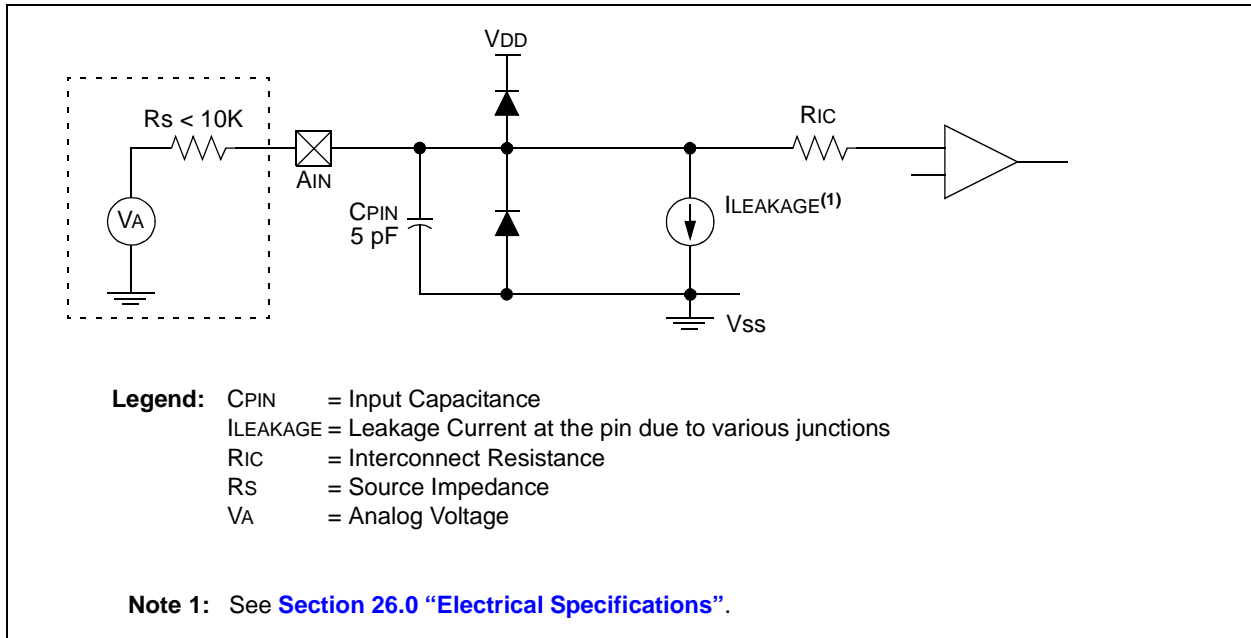 VDD
Rs < 10K
RIC
AIN
CPIN
5 pF
ILEAKAGE(1)
VA
Vss
Legend: CPIN = Input Capacitance
ILEAKAGE = Leakage Current at the pin due to various junctions
RIC = Interconnect Resistance
RS = Source Impedance
VA = Analog Voltage
Note 1: See Section 26.0 “Electrical Specifications”.